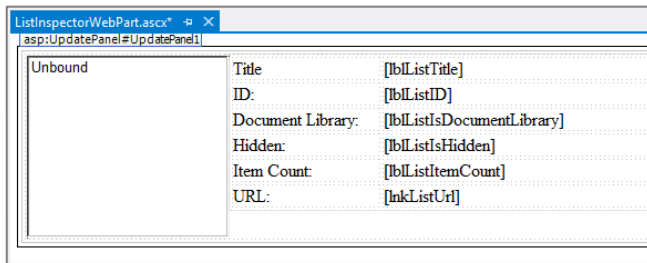 ListInspectorWebPart.ascx*
asp:UpdatePanel#UpdatePanel1
Unbound
Title [lblListTitle]
ID: [lblListID]
Document Library: [lblListIsDocumentLibrary]
Hidden: [lblListIsHidden]
Item Count: [lblListItemCount]
URL: [lnkListUrl]